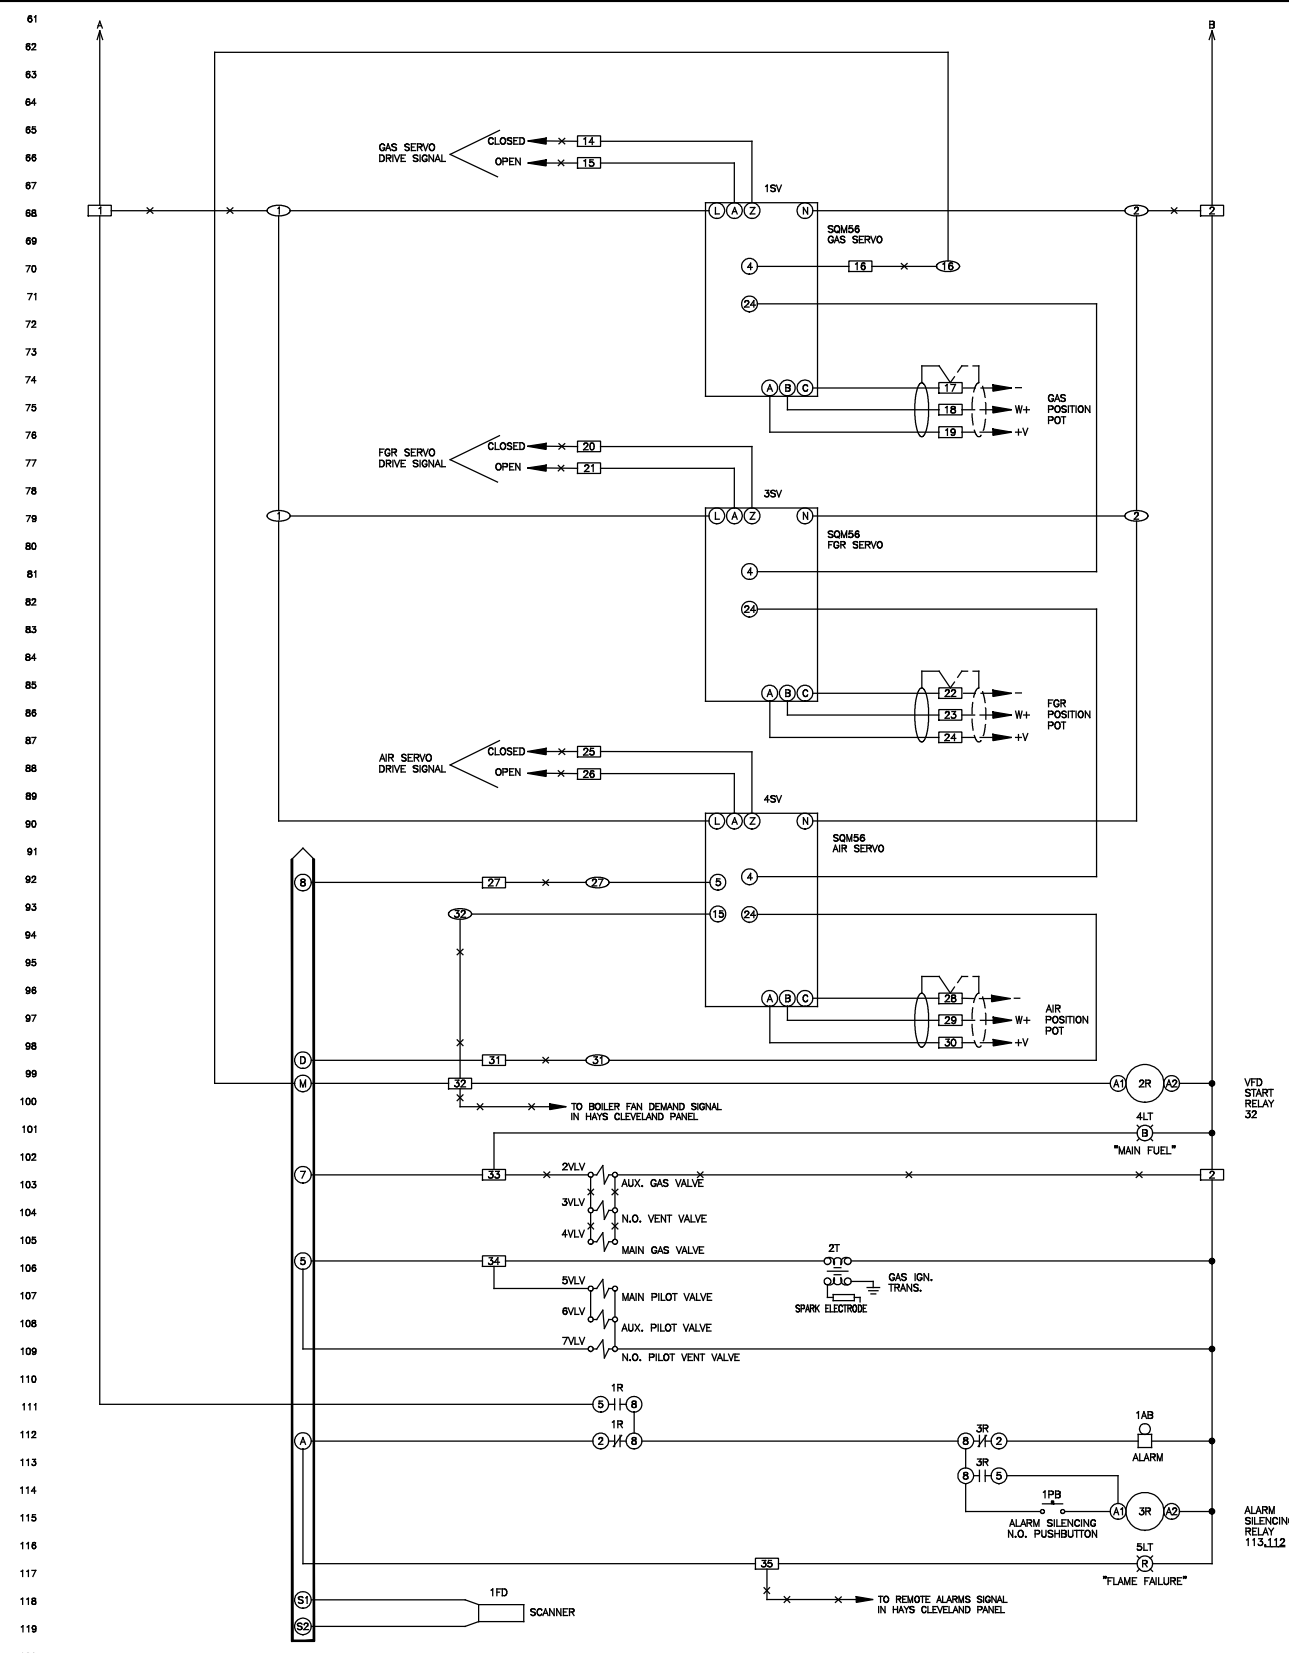 61
A
B
62
63
64
65
GAS SERVO
DRIVE SIGNAL
CLOSED
14
66
OPEN
15
67
1SV
68
1
1
L
A
Z
N
2
2
SQM56
GAS SERVO
69
70
4
16
16
71
24
72
73
74
A
B
C
17
-
GAS
POSITION
POT
75
18
W+
19
+V
76
FGR SERVO
DRIVE SIGNAL
CLOSED
20
77
OPEN
21
78
3SV
79
1
L
A
Z
N
2
80
SQM56
FGR SERVO
81
4
82
24
83
84
85
A
B
C
22
-
FGR
POSITION
POT
86
23
W+
87
24
+V
AIR SERVO
DRIVE SIGNAL
CLOSED
25
88
OPEN
26
89
4SV
90
L
A
Z
N
SQM56
AIR SERVO
91
92
8
27
27
5
4
93
32
15
24
94
95
96
A
B
C
28
-
AIR
POSITION
POT
97
29
W+
98
30
+V
D
31
31
99
M
32
A1
2R
A2
VFD
START
RELAY
32
100
TO BOILER FAN DEMAND SIGNAL
IN HAYS CLEVELAND PANEL
101
4LT
B
"MAIN FUEL"
102
7
33
2VLV
AUX. GAS VALVE
2
103
3VLV
N.O. VENT VALVE
104
4VLV
MAIN GAS VALVE
105
106
5
34
2T
GAS IGN.
TRANS.
SPARK ELECTRODE
107
5VLV
MAIN PILOT VALVE
108
6VLV
AUX. PILOT VALVE
109
7VLV
N.O. PILOT VENT VALVE
110
111
1R
5
8
112
A
1R
2
8
8
3R
2
1AB
ALARM
113
3R
8
5
114
1PB
ALARM SILENCING
N.O. PUSHBUTTON
115
A1
3R
A2
ALARM
SILENCING
RELAY
113,112
116
5LT
R
"FLAME FAILURE"
117
35
118
S1
1FD
SCANNER
TO REMOTE ALARMS SIGNAL
IN HAYS CLEVELAND PANEL
119
S2